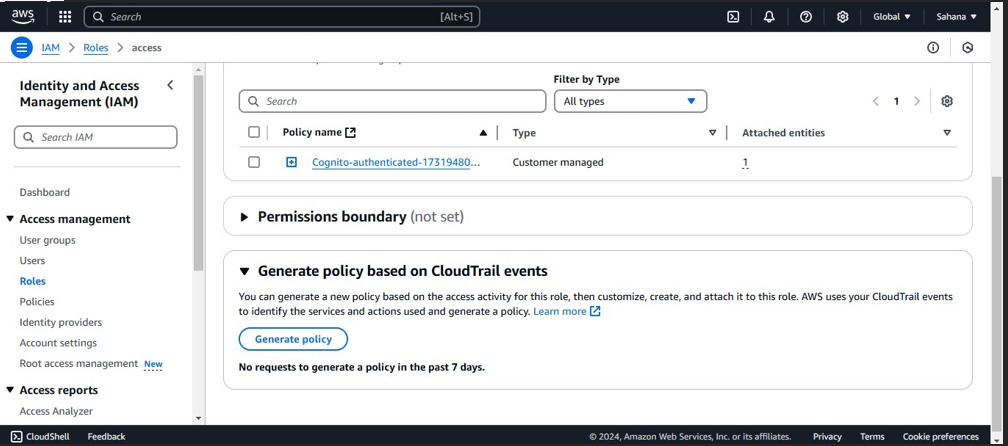 aws
Search
[Alt+S]
Global
Sahana
IAM
Roles
access
Identity and Access
Management (IAM)
Search IAM
Dashboard
Access management
User groups
Users
Roles
Policies
Identity providers
Account settings
Root access management New
Access reports
Access Analyzer
Filter by Type
Search
All types
1
Policy name
Type
Attached entities
Cognito-authenticated-17319480...
Customer managed
1
Permissions boundary (not set)
Generate policy based on CloudTrail events
You can generate a new policy based on the access activity for this role, then customize, create, and attach it to this role. AWS uses your CloudTrail events
to identify the services and actions used and generate a policy. Learn more
Generate policy
No requests to generate a policy in the past 7 days.
CloudShell
Feedback
© 2024, Amazon Web Services, Inc. or its affiliates.
Privacy
Terms
Cookie preferences